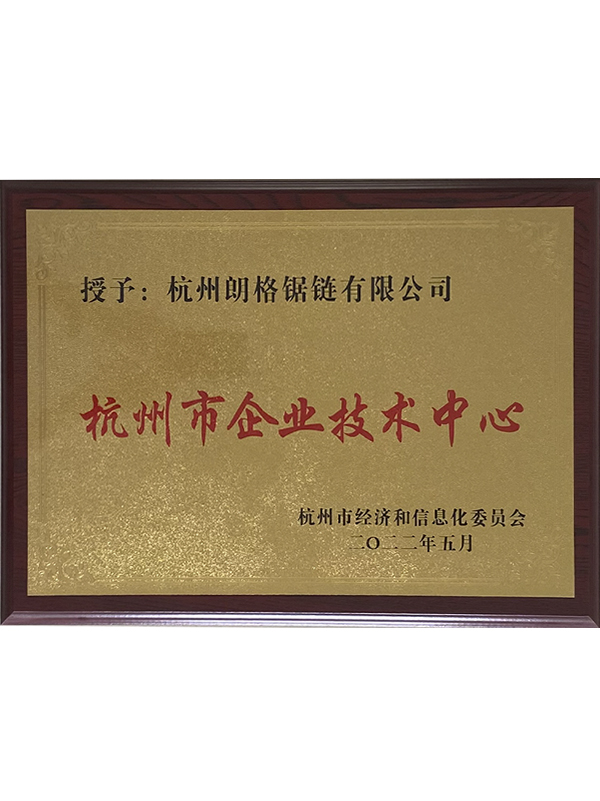 授予：杭州朗格锯链有限公司
杭州市企业技术中心
杭州市经济和信息化委员会
二〇二二年五月